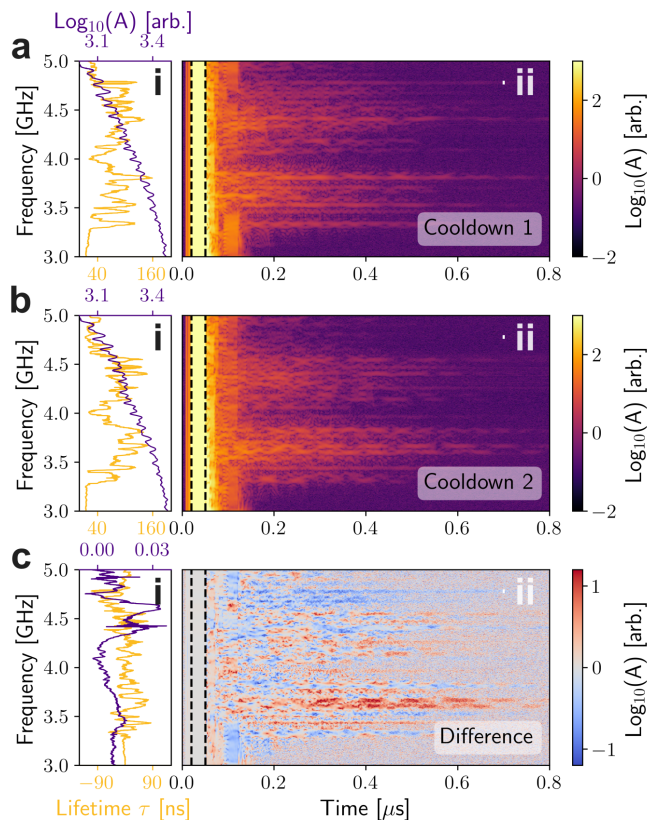 Log₁₀(A) [arb.]
3.1 3.4
a
i
ii
5.0
4.5
4.0
3.5
3.0
Frequency [GHz]
Cooldown 1
40 160
0.0 0.2 0.4 0.6 0.8
2
0
−2
Log₁₀(A) [arb.]
3.1 3.4
b
i
ii
5.0
4.5
4.0
3.5
3.0
Frequency [GHz]
Cooldown 2
40 160
0.0 0.2 0.4 0.6 0.8
2
0
−2
Log₁₀(A) [arb.]
0.00 0.03
c
i
ii
5.0
4.5
4.0
3.5
3.0
Frequency [GHz]
Difference
−90 90
0.0 0.2 0.4 0.6 0.8
1
0
−1
Log₁₀(A) [arb.]
Lifetime τ [ns]
Time [μs]